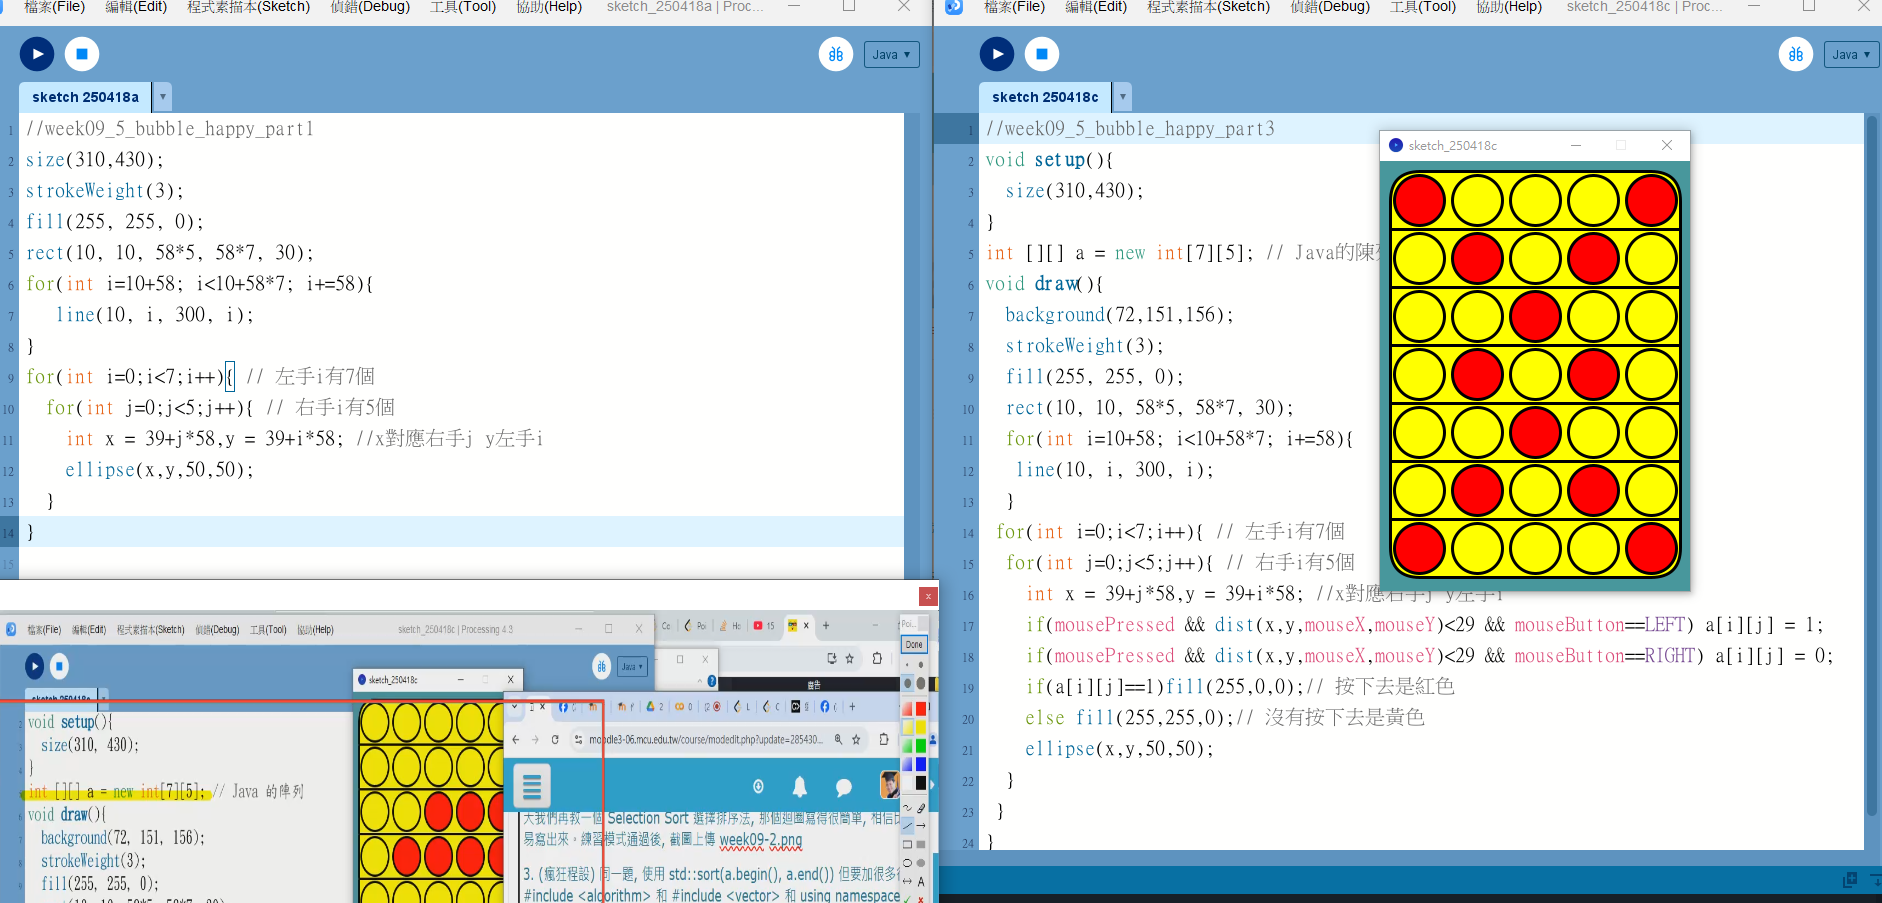 檔案(File) 編輯(Edit) 程式素描本(Sketch) 偵錯(Debug) 工具(Tool) 協助(Help) sketch_250418a | Proc...
Java
sketch 250418a
1 //week09_5_bubble_happy_part1
2 size(310,430);
3 strokeWeight(3);
4 fill(255, 255, 0);
5 rect(10, 10, 58*5, 58*7, 30);
6 for(int i=10+58; i<10+58*7; i+=58){
7 line(10, i, 300, i);
8 }
9 for(int i=0;i<7;i++){ // 左手i有7個
10 for(int j=0;j<5;j++){ // 右手i有5個
11 int x = 39+j*58,y = 39+i*58; //x對應右手j y左手i
12 ellipse(x,y,50,50);
13 }
14 }
15
檔案(File) 編輯(Edit) 程式素描本(Sketch) 偵錯(Debug) 工具(Tool) 協助(Help) sketch_250418c | Proc...
Java
sketch 250418c
1 //week09_5_bubble_happy_part3
2 void setup(){
3 size(310,430);
4 }
5 int [][] a = new int[7][5]; // Java的陳
6 void draw(){
7 background(72,151,156);
8 strokeWeight(3);
9 fill(255, 255, 0);
10 rect(10, 10, 58*5, 58*7, 30);
11 for(int i=10+58; i<10+58*7; i+=58){
12 line(10, i, 300, i);
13 }
14 for(int i=0;i<7;i++){ // 左手i有7個
15 for(int j=0;j<5;j++){ // 右手i有5個
16 int x = 39+j*58,y = 39+i*58; //x對應右手j y左手i
17 if(mousePressed && dist(x,y,mouseX,mouseY)<29 && mouseButton==LEFT) a[i][j] = 1;
18 if(mousePressed && dist(x,y,mouseX,mouseY)<29 && mouseButton==RIGHT) a[i][j] = 0;
19 if(a[i][j]==1)fill(255,0,0);// 按下去是紅色
20 else fill(255,255,0);// 沒有按下去是黃色
21 ellipse(x,y,50,50);
22 }
23 }
24 }
sketch_250418c
檔案(File) 編輯(Edit) 程式素描本(Sketch) 偵錯(Debug) 工具(Tool) 協助(Help) sketch_250418c | Processing 4.3
Java
sketch_250418c
void setup(){
size(310, 430);
}
int [][] a = new int[7][5]; // Java 的陣列
void draw(){
background(72, 151, 156);
strokeWeight(3);
fill(255, 255, 0);
Done
廣告
moodle3-06.mcu.edu.tw/course/modedit.php?update=285430...
天我們再教一個 Selection Sort 選擇排序法, 那個迴圈寫得很簡單, 相信
易寫出來。練習模式通過後, 截圖上傳 week09-2.png
3. (瘋狂程設) 同一題, 使用 std::sort(a.begin(), a.end()) 但要加很多
#include <algorithm> 和 #include <vector> 和 using namespace